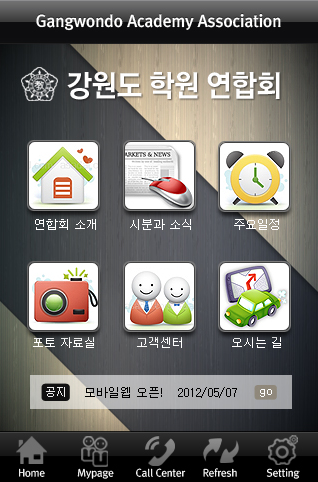 Gangwondo Academy Association
강원도 학원 연합회
MARKETS & NEWS
연합회 소개 시분과 소식 주요일정
포토 자료실 고객센터 오시는 길
공지 모바일웹 오픈! 2012/05/07 go
Home Mypage Call Center Refresh Setting